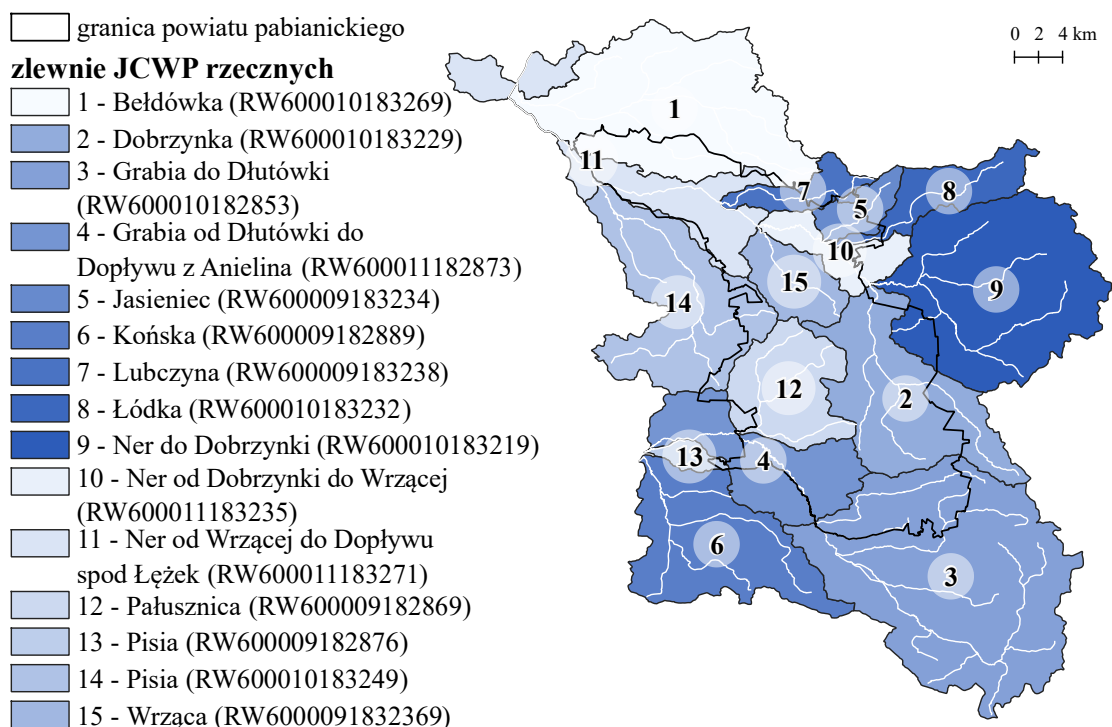 granica powiatu pabianickiego
zlewnie JCWP rzecznych
1 - Bełdówka (RW600010183269)
2 - Dobrzynka (RW600010183229)
3 - Grabia do Dłutówki
(RW600010182853)
4 - Grabia od Dłutówki do
Dopływu z Anielina (RW600011182873)
5 - Jasieniec (RW600009183234)
6 - Końska (RW600009182889)
7 - Lubczyna (RW600009183238)
8 - Łódka (RW600010183232)
9 - Ner do Dobrzynki (RW600010183219)
10 - Ner od Dobrzynki do Wrzącej
(RW600011183235)
11 - Ner od Wrzącej do Dopływu
spod Łężek (RW600011183271)
12 - Pałusznica (RW600009182869)
13 - Pisia (RW600009182876)
14 - Pisia (RW600010183249)
15 - Wrząca (RW6000091832369)
0 2 4 km
1
11
7
8
5
10
15
9
14
12
2
13
4
6
3